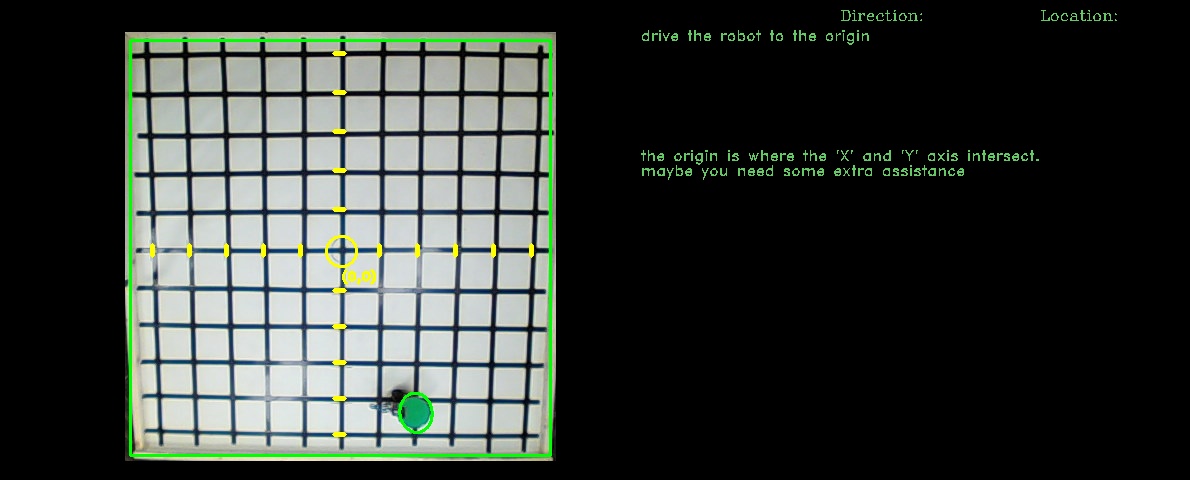 Direction: Location:
drive the robot to the origin
the origin is where the 'X' and 'Y' axis intersect.
maybe you need some extra assistance
(0,0)